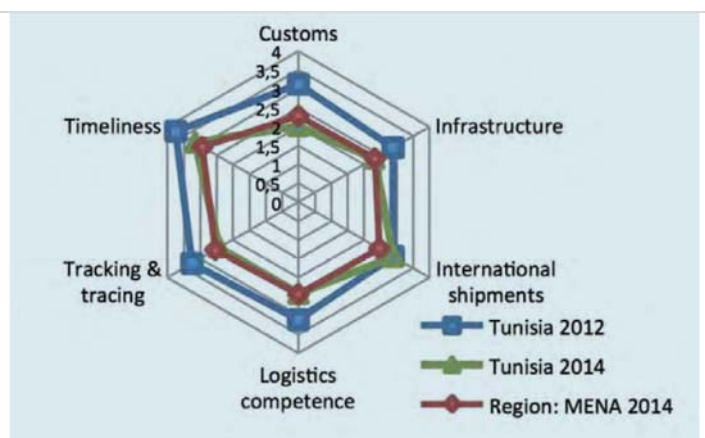 Customs
4
3,5
3
2,5
2
1,5
1
0,5
0
Timeliness
Infrastructure
Tracking &
tracing
International
shipments
Logistics
competence
Tunisia 2012
Tunisia 2014
Region: MENA 2014